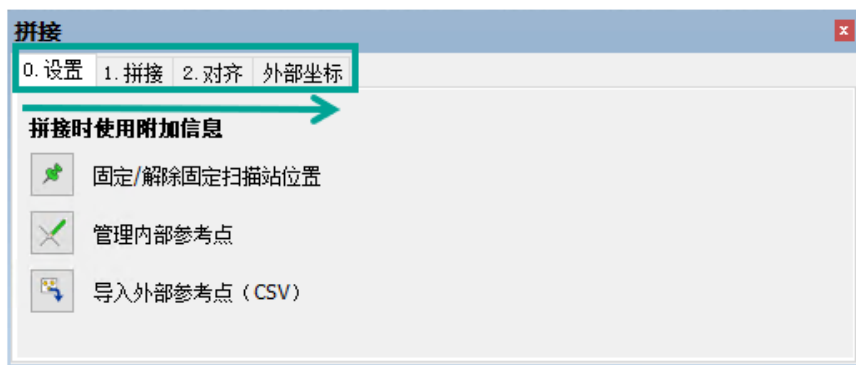 拼接
0. 设置 1. 拼接 2. 对齐 外部坐标
拼接时使用附加信息
固定/解除固定扫描站位置
管理内部参考点
导入外部参考点（CSV）